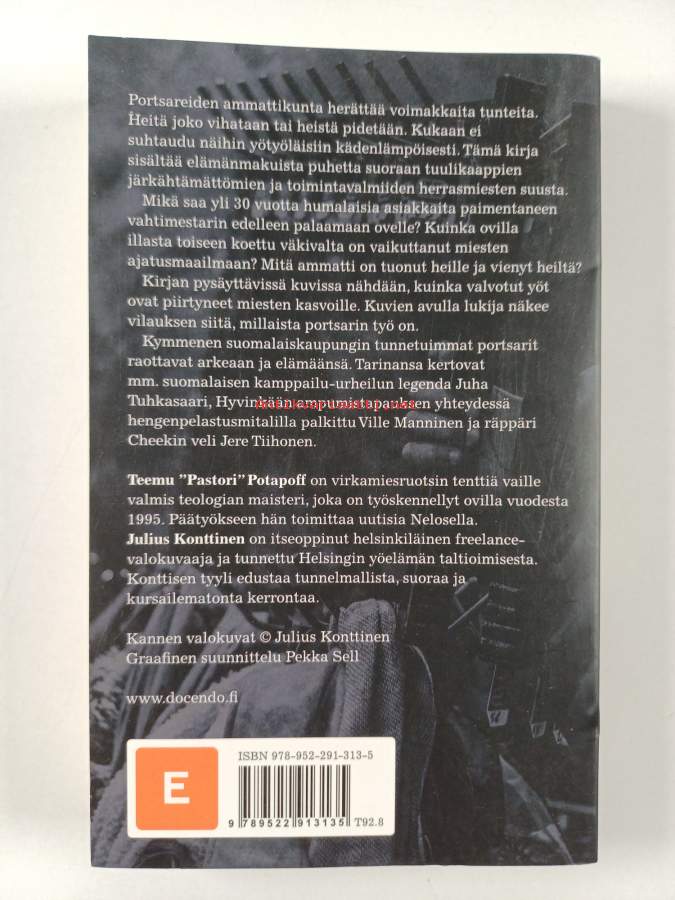 Portsareiden ammattikunta herättää voimakkaita tunteita.
Heitä joko vihataan tai heistä pidetään. Kukaan ei
suhtaudu näihin yötyöläisiin kädenlämpöisesti. Tämä kirja
sisältää elämänmakuista puhetta suoraan tuulikaappien
järkähtämättömien ja toimintavalmiiden herrasmiesten suusta.
Mikä saa yli 30 vuotta humalaisia asiakkaita paimentaneen
vahtimestarin edelleen palaamaan ovelle? Kuinka ovilla
illasta toiseen koettu väkivalta on vaikuttanut miesten
ajatusmaailmaan? Mitä ammatti on tuonut heille ja vienyt heiltä?
Kirjan pysäyttävissä kuvissa nähdään, kuinka valvotut yöt
ovat piirtyneet miesten kasvoille. Kuvien avulla lukija näkee
vilauksen siitä, millaista portsarin työ on.
Kymmenen suomalaiskaupungin tunnetuimmat portsarit
raottavat arkeaan ja elämäänsä. Tarinansa kertovat
mm. suomalaisen kamppailu-urheilun legenda Juha
Tuhkasaari, Hyvinkään ampumistapauksen yhteydessä
hengenpelastusmitalilla palkittu Ville Manninen ja räppäri
Cheekin veli Jere Tiihonen.
Teemu ”Pastori” Potapoff on virkamiesruotsin tenttiä vaille
valmis teologian maisteri, joka on työskennellyt ovilla vuodesta
1995. Päätyökseen hän toimittaa uutisia Nelosella.
Julius Konttinen on itseoppinut helsinkiläinen freelance-
valokuvaaja ja tunnettu Helsingin yöelämän taltioimisesta.
Konttisen tyyli edustaa tunnelmallista, suoraa ja
kursailematonta kerrontaa.
Kannen valokuvat © Julius Konttinen
Graafinen suunnittelu Pekka Sell
www.docendo.fi
E
ISBN 978-952-291-313-5
9 789522 913135 T92.8